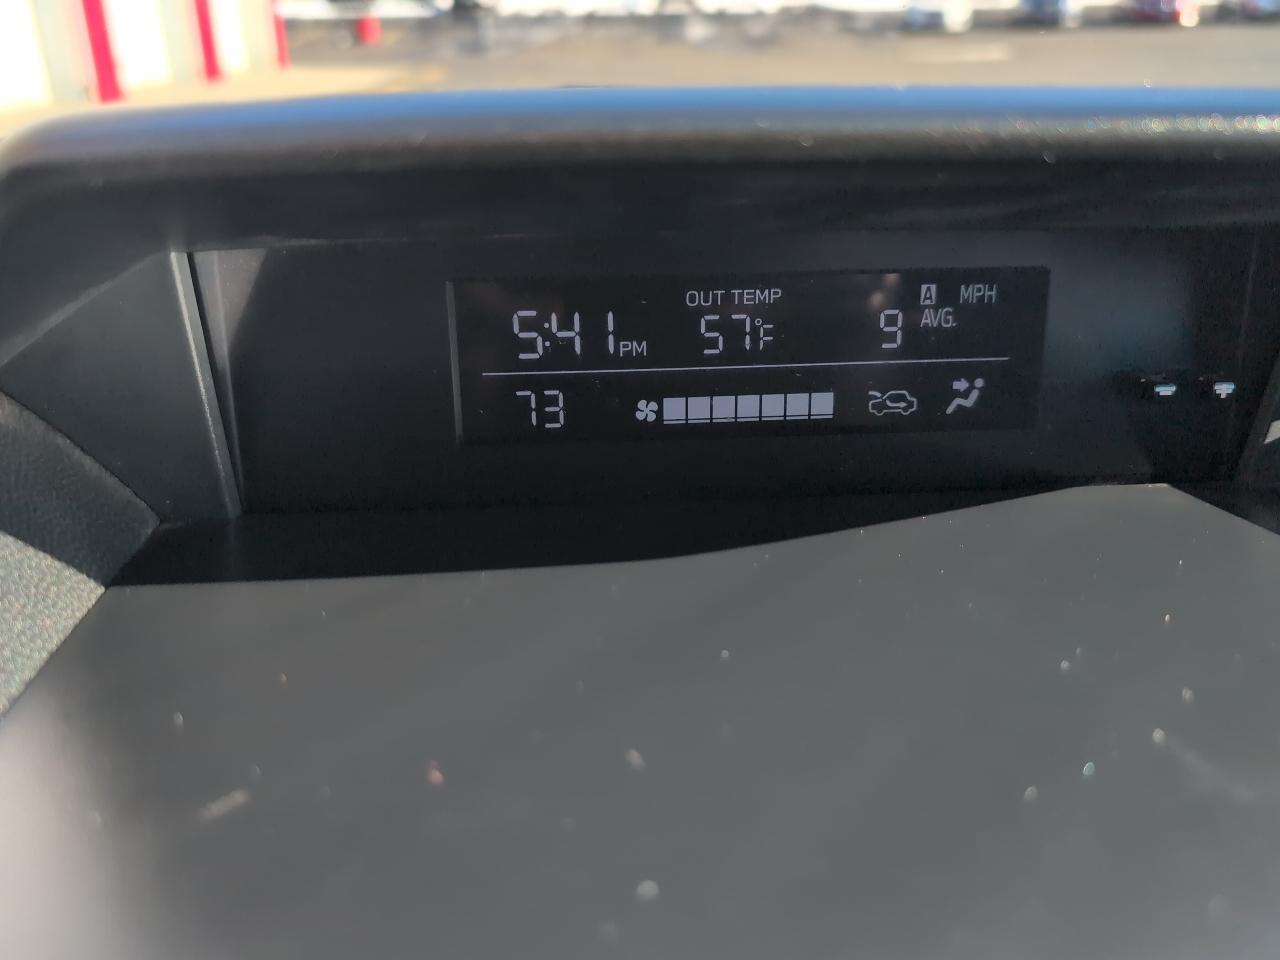 OUT TEMP A MPH
5:41 PM 57°F 9 AVG.
73